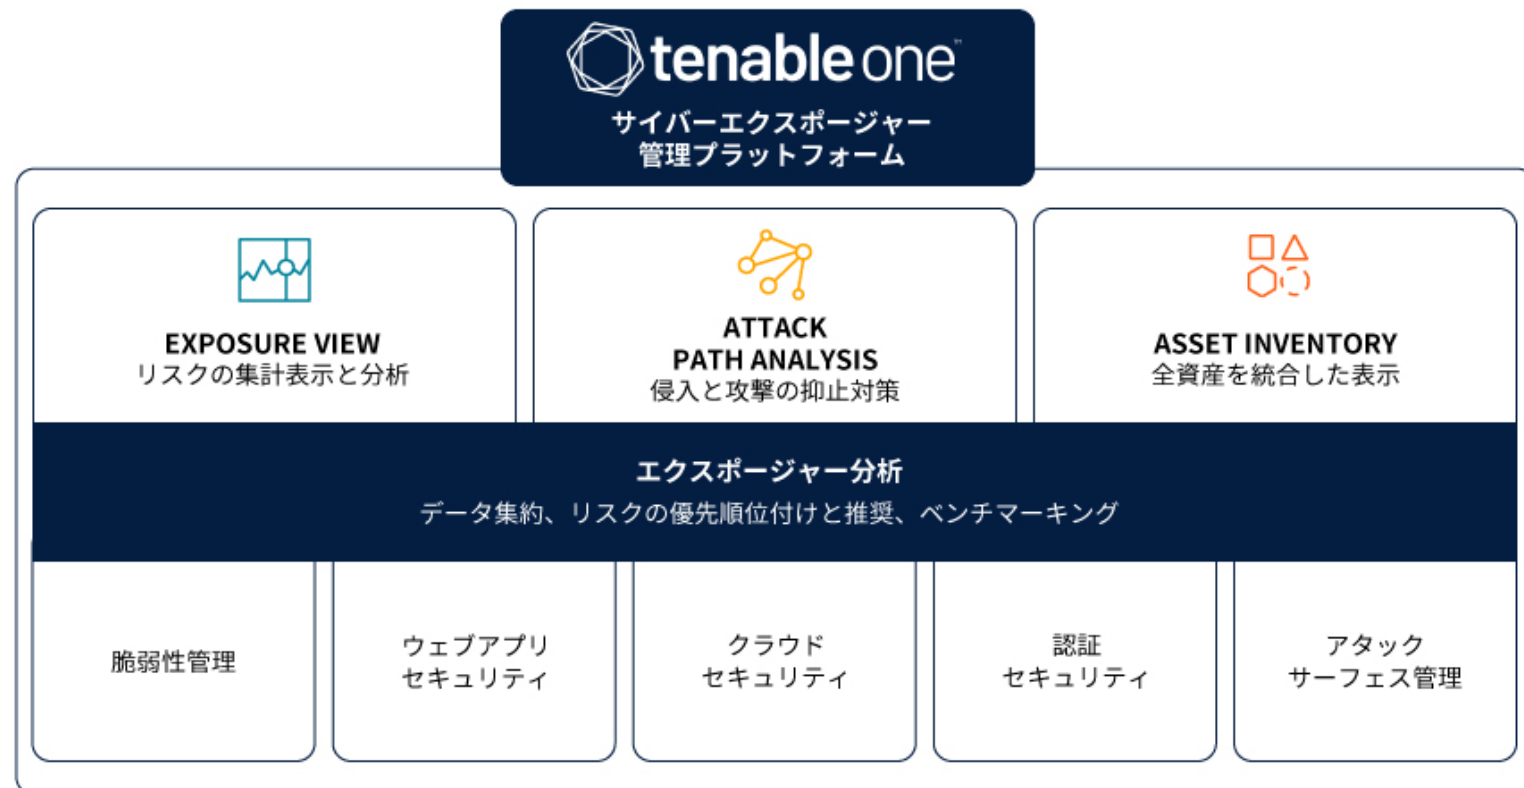 tenable one™
サイバーエクスポージャー
管理プラットフォーム
EXPOSURE VIEW
リスクの集計表示と分析
ATTACK
PATH ANALYSIS
侵入と攻撃の抑止対策
ASSET INVENTORY
全資産を統合した表示
エクスポージャー分析
データ集約、リスクの優先順位付けと推奨、ベンチマーキング
脆弱性管理
ウェブアプリ
セキュリティ
クラウド
セキュリティ
認証
セキュリティ
アタック
サーフェス管理